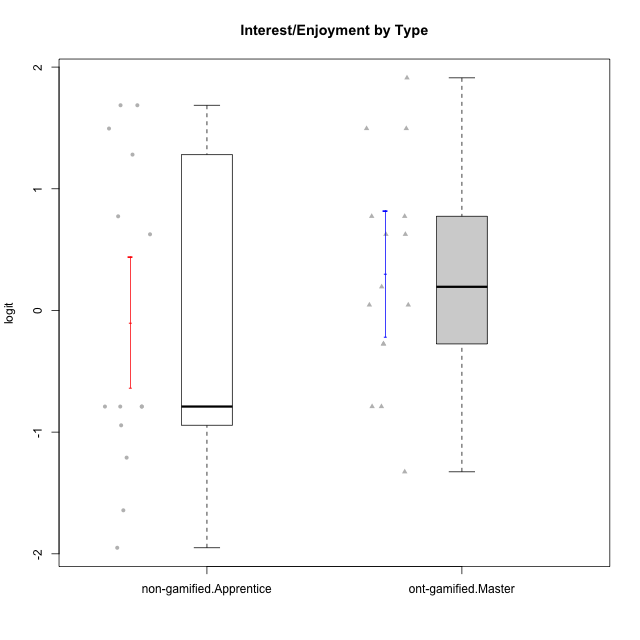 Interest/Enjoyment by Type
logit
2
1
0
-1
-2
non-gamified.Apprentice
ont-gamified.Master